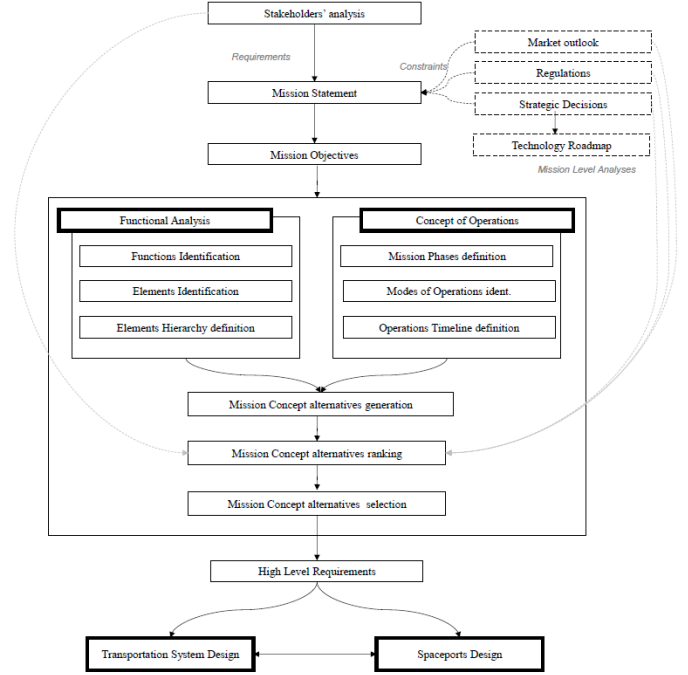 Stakeholders' analysis
Market outlook
Requirements
Constraints
Regulations
Mission Statement
Strategic Decisions
Technology Roadmap
Mission Objectives
Mission Level Analyses
Functional Analysis
Concept of Operations
Functions Identification
Mission Phases definition
Elements Identification
Modes of Operations ident.
Elements Hierarchy definition
Operations Timeline definition
Mission Concept alternatives generation
Mission Concept alternatives ranking
Mission Concept alternatives selection
High Level Requirements
Transportation System Design
Spaceports Design